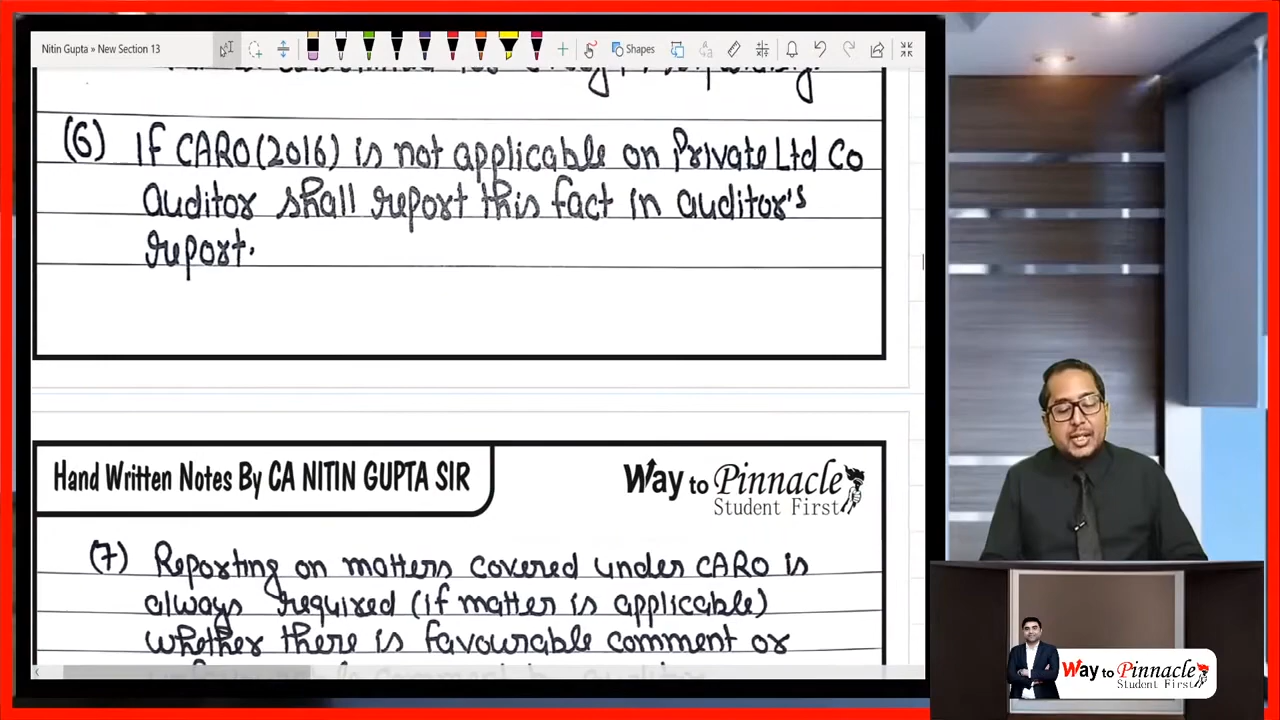 Nitin Gupta » New Section 13
Shapes
(6) If CARO(2016) is not applicable on Private Ltd Co
auditor shall report this fact in auditor's
report.
Hand Written Notes By CA NITIN GUPTA SIR
Way to Pinnacle
Student First
(7) Reporting on matters covered under CARO is
always required (if matter is applicable)
whether there is favourable comment or
Way to Pinnacle
Student First